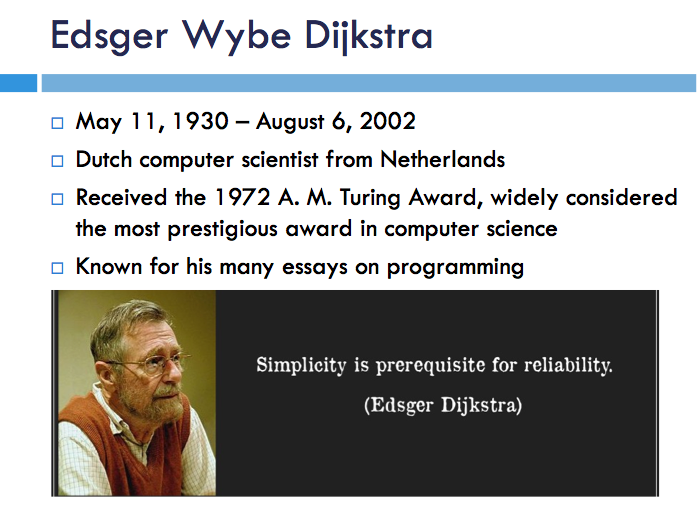 Edsger Wybe Dijkstra
May 11, 1930 – August 6, 2002
Dutch computer scientist from Netherlands
Received the 1972 A. M. Turing Award, widely considered
the most prestigious award in computer science
Known for his many essays on programming
Simplicity is prerequisite for reliability.
(Edsger Dijkstra)